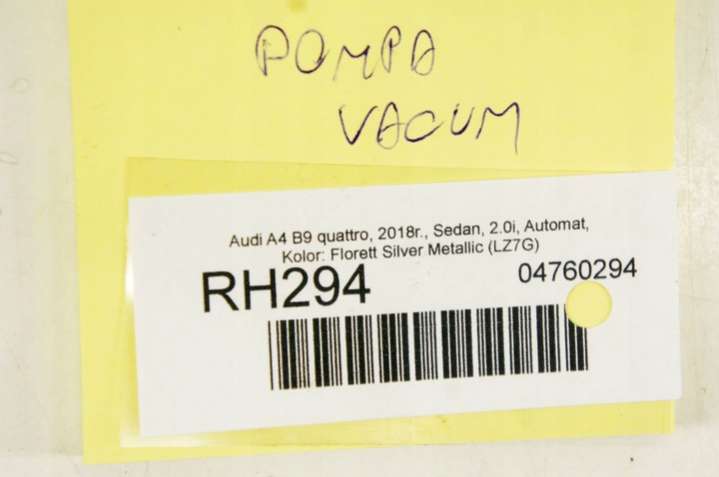 POMPA
VACUM
Audi A4 B9 quattro, 2018r., Sedan, 2.0i, Automat,
Kolor: Florett Silver Metallic (LZ7G)
RH294
04760294